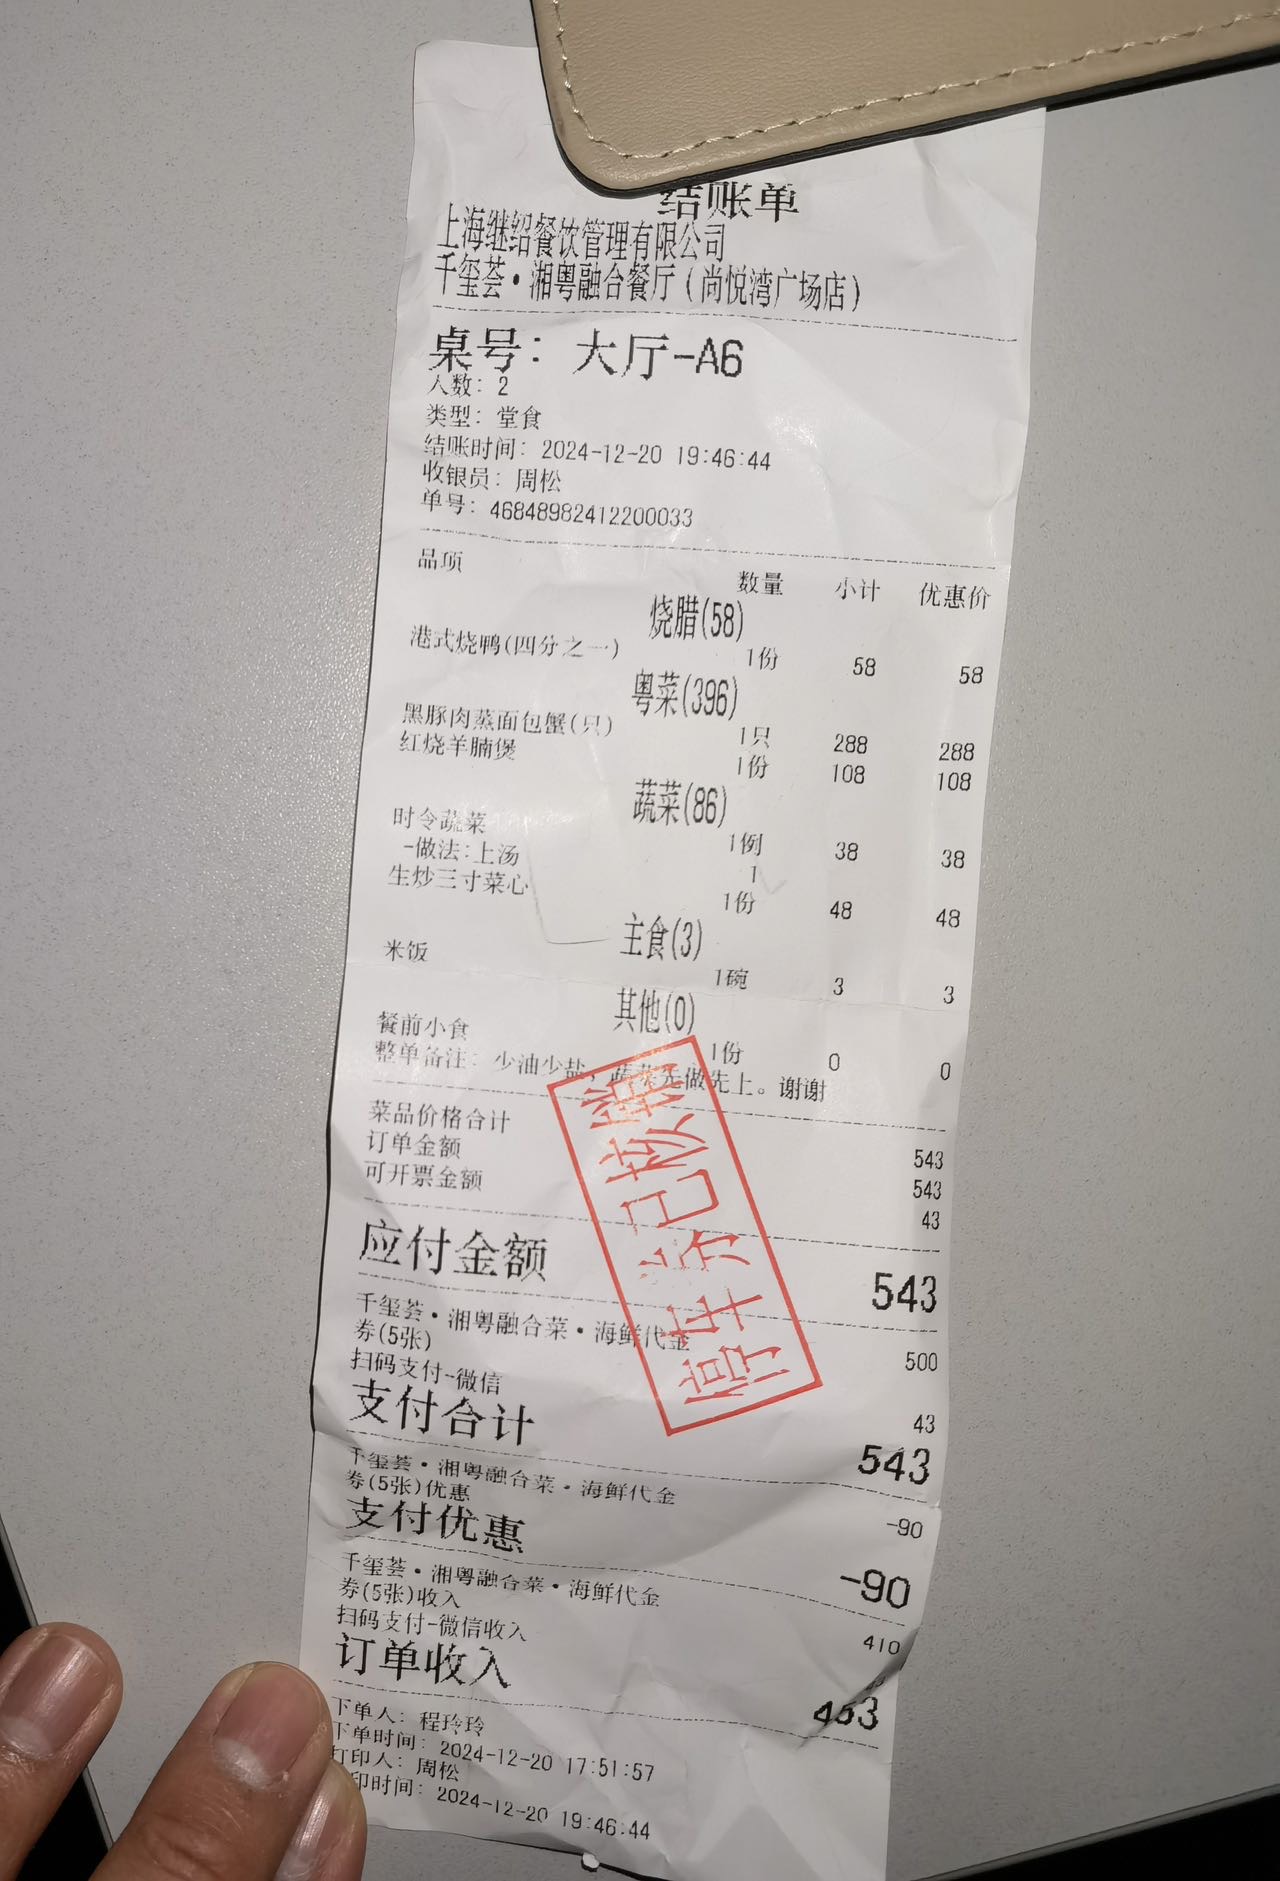 结账单
上海继绍餐饮管理有限公司
千玺荟·湘粤融合餐厅(尚悦湾广场店)
桌号: 大厅-A6
人数: 2
类型: 堂食
结账时间: 2024-12-20 19:46:44
收银员: 周松
单号: 46848982412200033
品项 数量 小计 优惠价
烧腊(58)
港式烧鸭(四分之一) 1份 58 58
粤菜(396)
黑豚肉蒸面包蟹(只) 1只 288 288
红烧羊腩煲 1份 108 108
蔬菜(86)
时令蔬菜 1例 38 38
-做法:上汤 1
生炒三寸菜心 1份 48 48
主食(3)
米饭 1碗 3 3
其他(0)
餐前小食 1份 0 0
整单备注: 少油少盐，蔬菜先做先上。谢谢
菜品价格合计 543
订单金额 543
可开票金额 43
应付金额 543
千玺荟·湘粤融合菜·海鲜代金
券(5张) 500
扫码支付-微信 43
支付合计 543
千玺荟·湘粤融合菜·海鲜代金
券(5张)优惠 -90
支付优惠 -90
千玺荟·湘粤融合菜·海鲜代金
券(5张)收入 410
扫码支付-微信收入
订单收入 453
下单人: 程玲玲
下单时间: 2024-12-20 17:51:57
打印人: 周松
印时间: 2024-12-20 19:46:44
停车券已核销